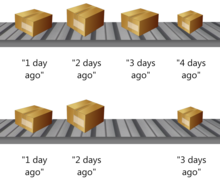 "1 day "2 days "3 days "4 days
ago" ago" ago" ago"
"1 day "2 days "3 days
ago" ago" ago"